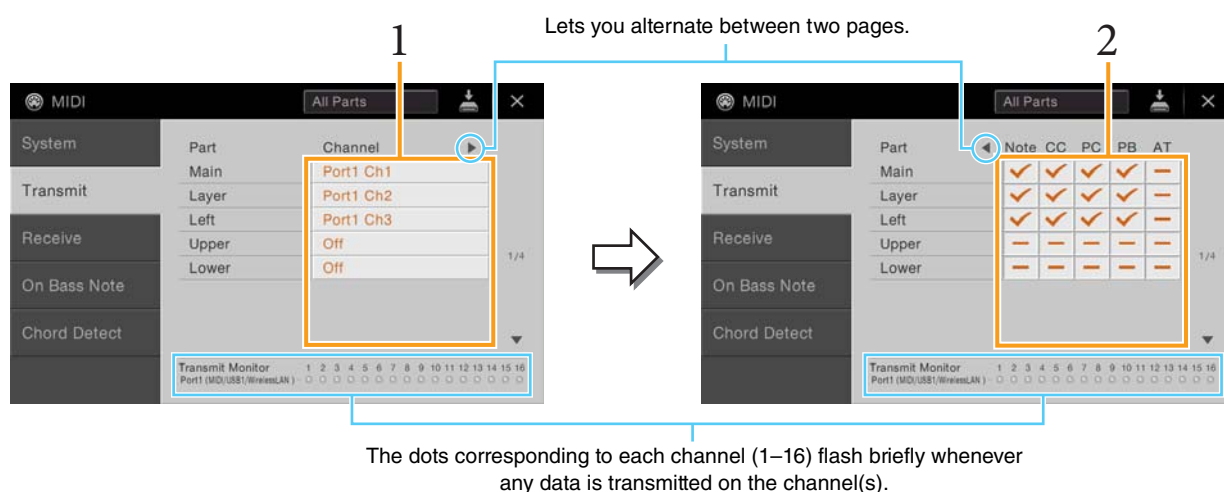 Lets you alternate between two pages.
1
2
MIDI
All Parts
System
Transmit
Receive
On Bass Note
Chord Detect
Part Channel
Main Port1 Ch1
Layer Port1 Ch2
Left Port1 Ch3
Upper Off
Lower Off
1/4
Transmit Monitor 1 2 3 4 5 6 7 8 9 10 11 12 13 14 15 16
Port1 (MIDI/USB1/WirelessLAN)
MIDI
All Parts
System
Transmit
Receive
On Bass Note
Chord Detect
Part Note CC PC PB AT
Main
Layer
Left
Upper
Lower
1/4
Transmit Monitor 1 2 3 4 5 6 7 8 9 10 11 12 13 14 15 16
Port1 (MIDI/USB1/WirelessLAN)
The dots corresponding to each channel (1–16) flash briefly whenever
any data is transmitted on the channel(s).